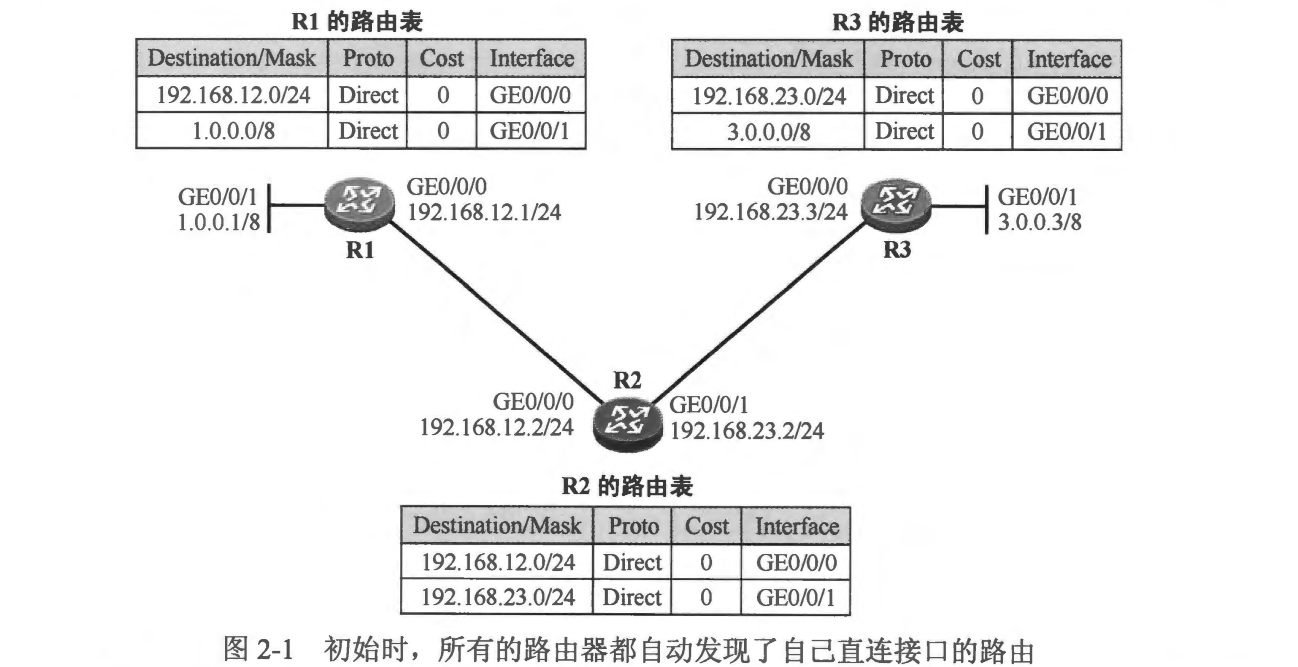 R1 的路由表
Destination/Mask Proto Cost Interface
192.168.12.0/24 Direct 0 GE0/0/0
1.0.0.0/8 Direct 0 GE0/0/1
R3 的路由表
Destination/Mask Proto Cost Interface
192.168.23.0/24 Direct 0 GE0/0/0
3.0.0.0/8 Direct 0 GE0/0/1
GE0/0/1
1.0.0.1/8
R1
GE0/0/0
192.168.12.1/24
GE0/0/0
192.168.23.3/24
R3
GE0/0/1
3.0.0.3/8
R2
GE0/0/0
192.168.12.2/24
GE0/0/1
192.168.23.2/24
R2 的路由表
Destination/Mask Proto Cost Interface
192.168.12.0/24 Direct 0 GE0/0/0
192.168.23.0/24 Direct 0 GE0/0/1
图 2-1 初始时，所有的路由器都自动发现了自己直连接口的路由